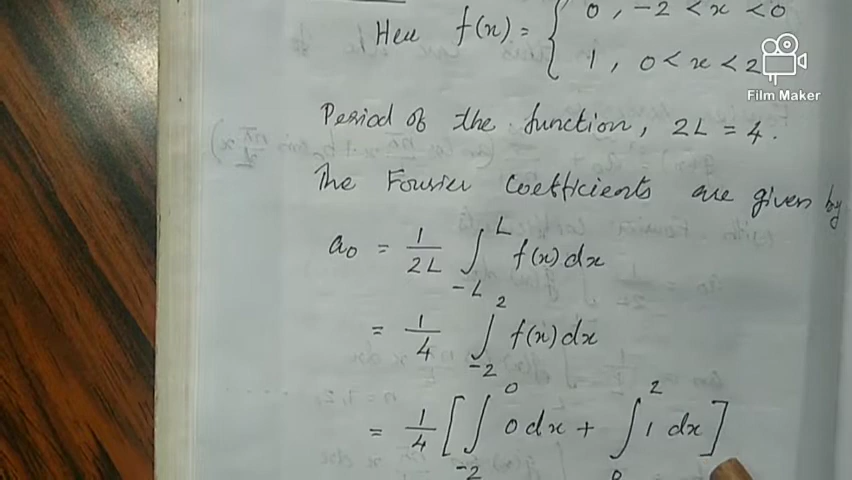 Here f(x) = { 0 , -2 < x < 0
1 , 0 < x < 2
Film Maker
Period of the function, 2L = 4.
The Fourier Coefficients are given by
a₀ = 1/2L ∫_{-L}^{L} f(x) dx
= 1/4 ∫_{-2}^{2} f(x) dx
= 1/4 [ ∫_{-2}^{0} 0 dx + ∫_{0}^{2} 1 dx ]